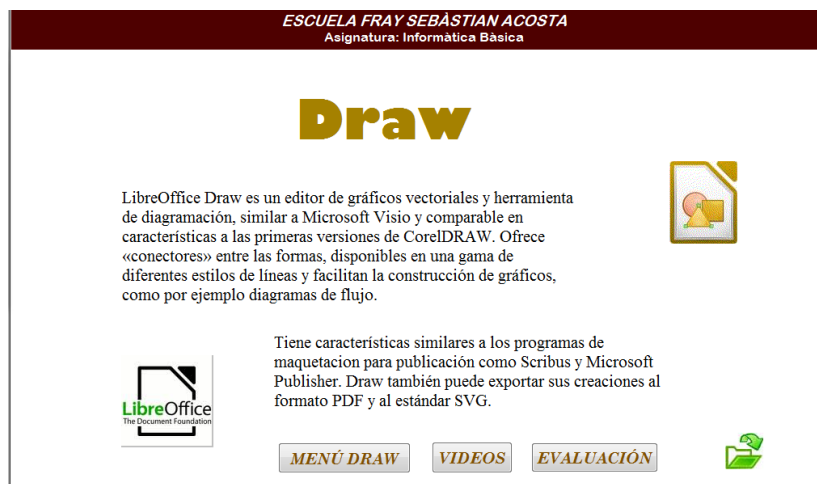 ESCUELA FRAY SEBÀSTIAN ACOSTA
Asignatura: Informàtica Bàsica
Draw
LibreOffice Draw es un editor de gráficos vectoriales y herramienta
de diagramación, similar a Microsoft Visio y comparable en
características a las primeras versiones de CorelDRAW. Ofrece
«conectores» entre las formas, disponibles en una gama de
diferentes estilos de líneas y facilitan la construcción de gráficos,
como por ejemplo diagramas de flujo.
Tiene características similares a los programas de
maquetacion para publicación como Scribus y Microsoft
Publisher. Draw también puede exportar sus creaciones al
formato PDF y al estándar SVG.
LibreOffice
The Document Foundation
MENÚ DRAW
VIDEOS
EVALUACIÓN